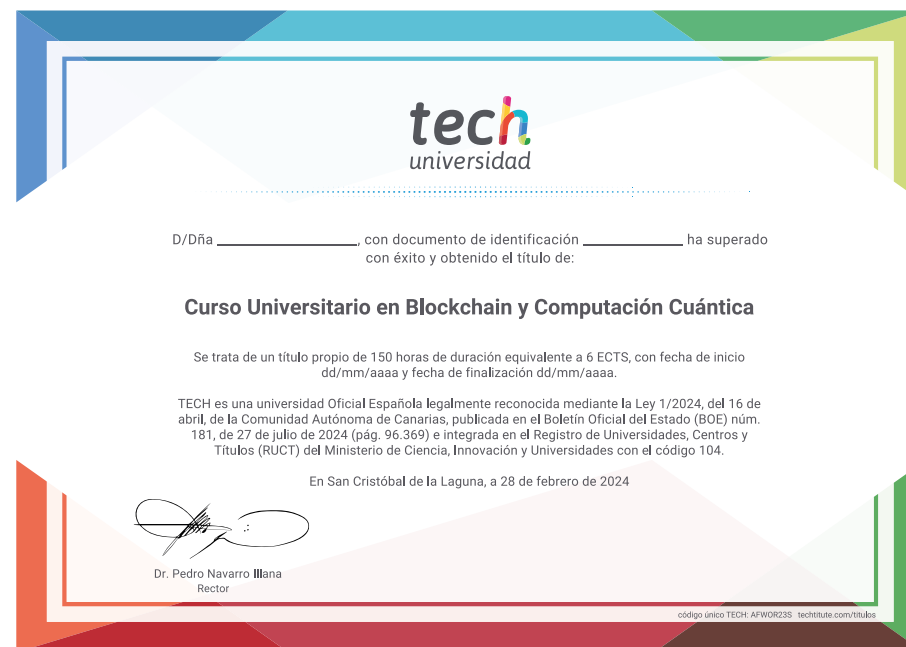 tech
universidad
D/Dña ______________, con documento de identificación __________ ha superado
con éxito y obtenido el título de:
Curso Universitario en Blockchain y Computación Cuántica
Se trata de un título propio de 150 horas de duración equivalente a 6 ECTS, con fecha de inicio
dd/mm/aaaa y fecha de finalización dd/mm/aaaa.
TECH es una universidad Oficial Española legalmente reconocida mediante la Ley 1/2024, del 16 de
abril, de la Comunidad Autónoma de Canarias, publicada en el Boletín Oficial del Estado (BOE) núm.
181, de 27 de julio de 2024 (pág. 96.369) e integrada en el Registro de Universidades, Centros y
Títulos (RUCT) del Ministerio de Ciencia, Innovación y Universidades con el código 104.
En San Cristóbal de la Laguna, a 28 de febrero de 2024
Dr. Pedro Navarro Illana
Rector
código único TECH: AFWOR23S techtitute.com/titulos